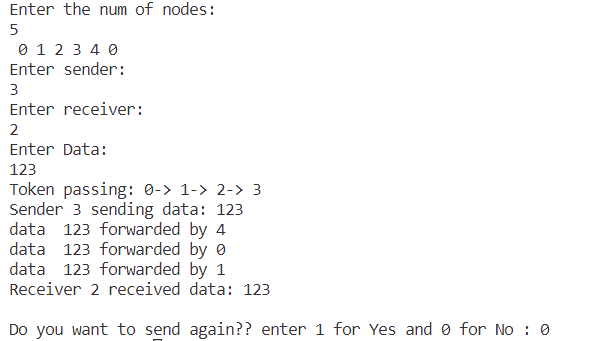 Enter the num of nodes:
5
 0 1 2 3 4 0
Enter sender:
3
Enter receiver:
2
Enter Data:
123
Token passing: 0-> 1-> 2-> 3
Sender 3 sending data: 123
data  123 forwarded by 4
data  123 forwarded by 0
data  123 forwarded by 1
Receiver 2 received data: 123

Do you want to send again?? enter 1 for Yes and 0 for No : 0